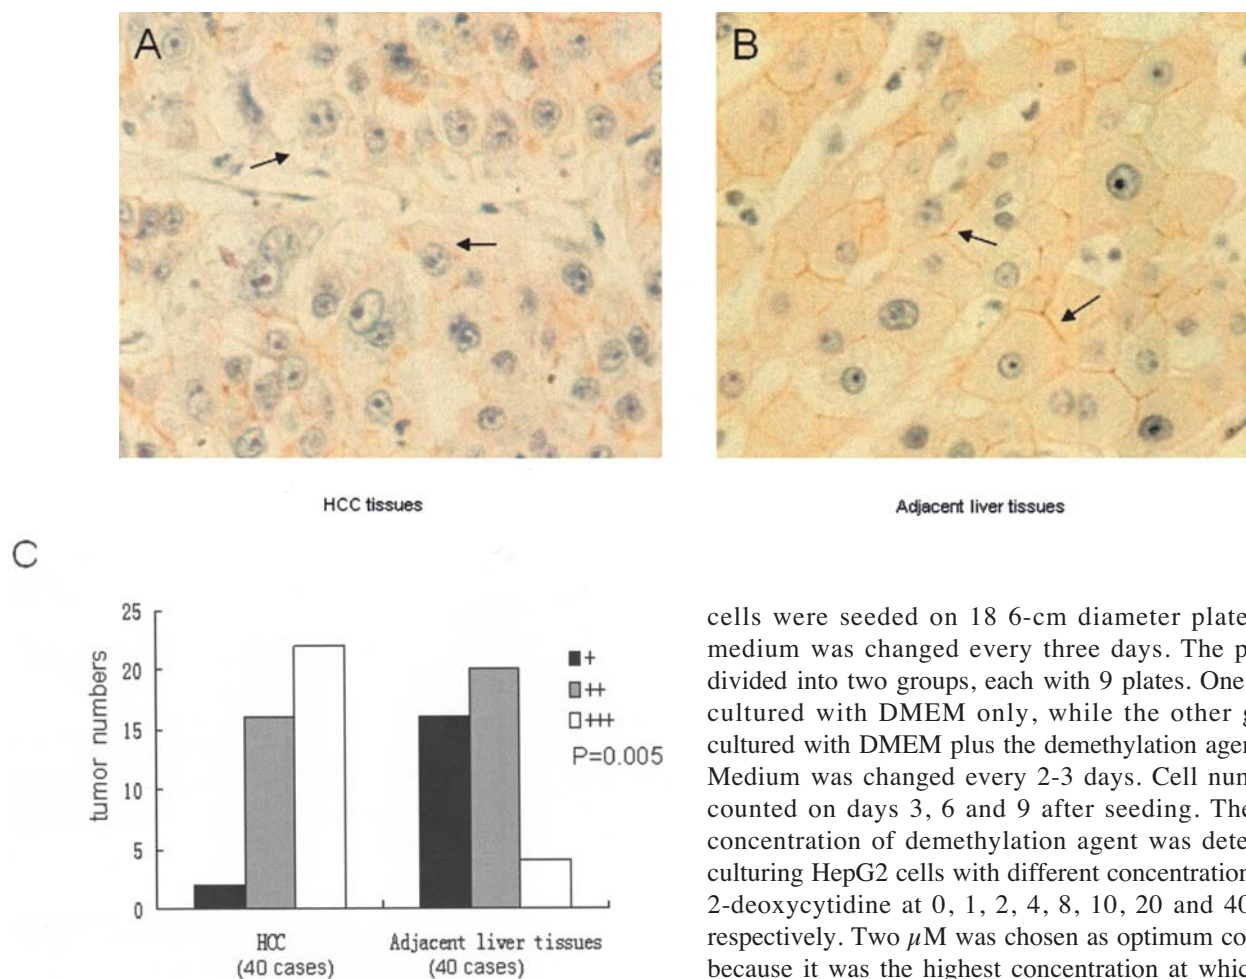 A
B
HCC tissues
Adjacent liver tissues
C
25
20
15
10
5
0
tumor numbers
+
++
+++
P=0.005
HCC
(40 cases)
Adjacent liver tissues
(40 cases)
cells were seeded on 18 6-cm diameter plate
medium was changed every three days. The p
divided into two groups, each with 9 plates. One
cultured with DMEM only, while the other g
cultured with DMEM plus the demethylation agen
Medium was changed every 2-3 days. Cell num
counted on days 3, 6 and 9 after seeding. The
concentration of demethylation agent was dete
culturing HepG2 cells with different concentration
2-deoxycytidine at 0, 1, 2, 4, 8, 10, 20 and 40
respectively. Two µM was chosen as optimum co
because it was the highest concentration at whic